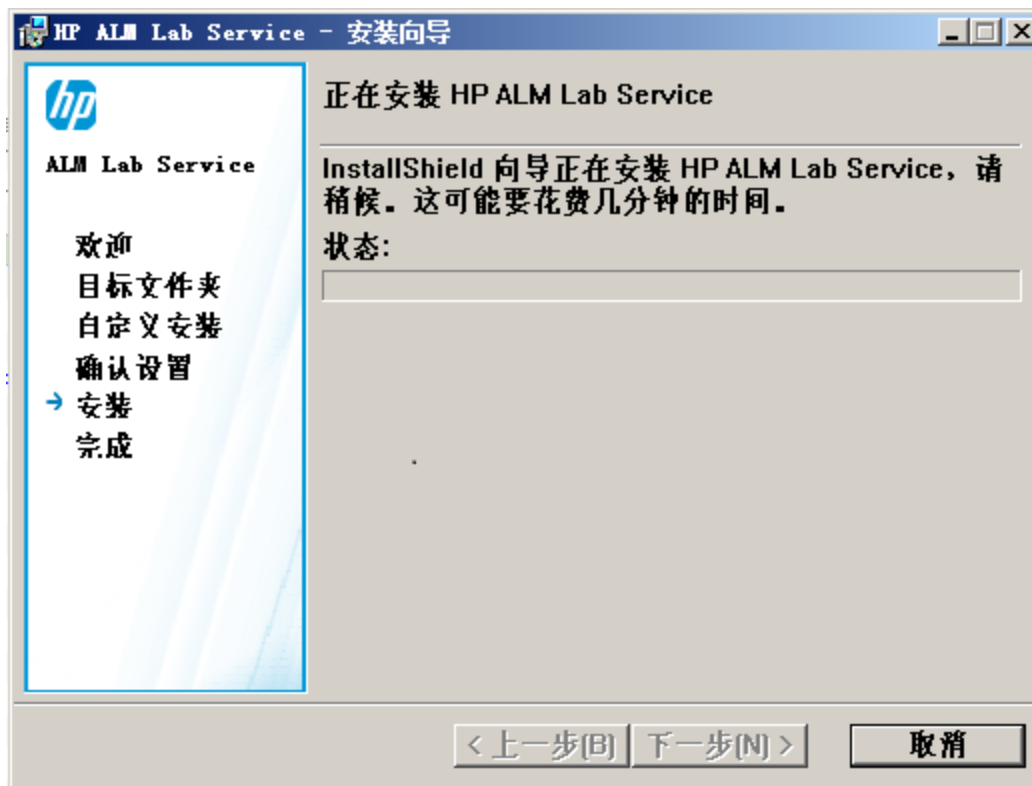 HP ALM Lab Service - 安装向导
hp
正在安装 HP ALM Lab Service
ALM Lab Service
InstallShield 向导正在安装 HP ALM Lab Service，请
稍候。这可能要花费几分钟的时间。
状态:
欢迎
目标文件夹
自定义安装
确认设置
安装
完成
< 上一步(B)
下一步(N) >
取消